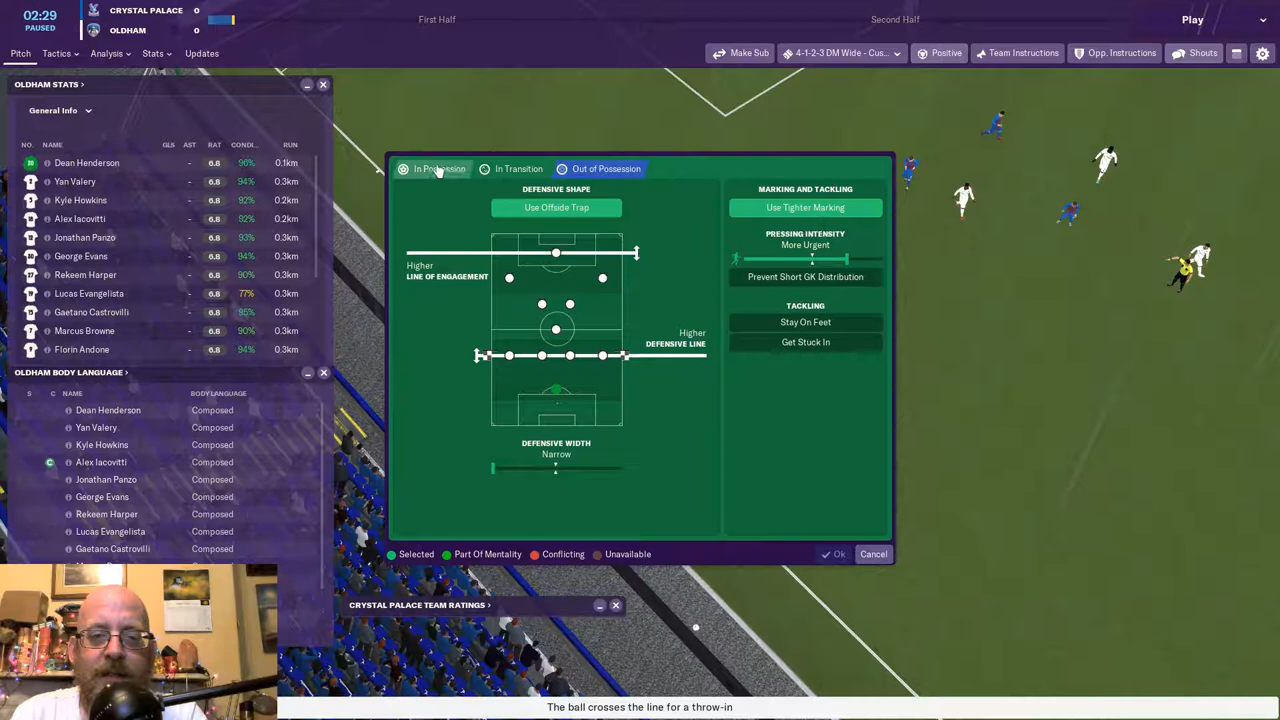 02:29
PAUSED
CRYSTAL PALACE 0
OLDHAM 0
First Half
Second Half
Play
Pitch Tactics Analysis Stats Updates
Make Sub
4-1-2-3 DM Wide - Cus...
Positive
Team Instructions
Opp. Instructions
Shouts
OLDHAM STATS >
General Info
NO. NAME GLS AST RAT CONDI... RUN
Dean Henderson - 6.8 96% 0.1km
Yan Valery - 6.8 94% 0.3km
Kyle Howkins - 6.8 92% 0.2km
Alex Iacovitti - 6.8 92% 0.2km
Jonathan Panzo - 6.8 93% 0.3km
George Evans - 6.8 94% 0.3km
Rekeem Harper - 6.8 90% 0.3km
Lucas Evangelista - 6.8 77% 0.3km
Gaetano Castrovilli - 6.8 95% 0.3km
Marcus Browne - 6.8 90% 0.3km
Florin Andone - 6.8 94% 0.3km
OLDHAM BODY LANGUAGE >
S C NAME BODY LANGUAGE
Dean Henderson Composed
Yan Valery Composed
Kyle Howkins Composed
C Alex Iacovitti Composed
Jonathan Panzo Composed
George Evans Composed
Rekeem Harper Composed
Lucas Evangelista Composed
Gaetano Castrovilli Composed
In Possession In Transition Out of Possession
DEFENSIVE SHAPE
Use Offside Trap
Higher
LINE OF ENGAGEMENT
Higher
DEFENSIVE LINE
DEFENSIVE WIDTH
Narrow
MARKING AND TACKLING
Use Tighter Marking
PRESSING INTENSITY
More Urgent
Prevent Short GK Distribution
TACKLING
Stay On Feet
Get Stuck In
Selected Part Of Mentality Conflicting Unavailable
Ok Cancel
CRYSTAL PALACE TEAM RATINGS >
The ball crosses the line for a throw-in